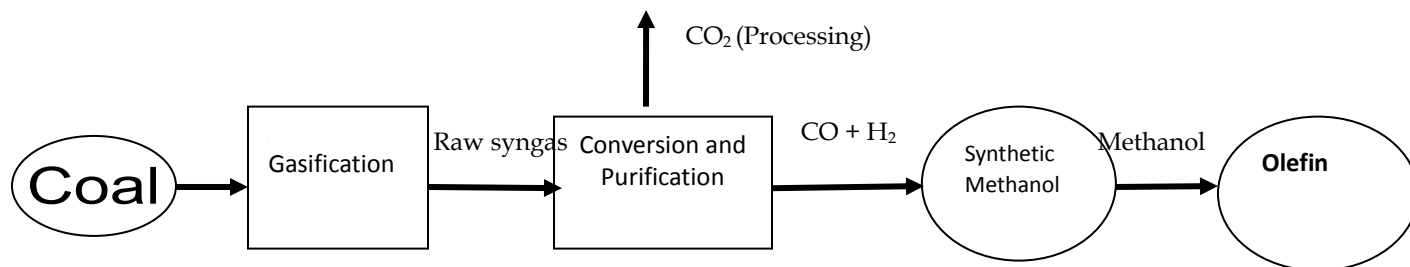 CO₂ (Processing)
Coal
Gasification
Raw syngas
Conversion and
Purification
CO + H₂
Synthetic
Methanol
Methanol
Olefin